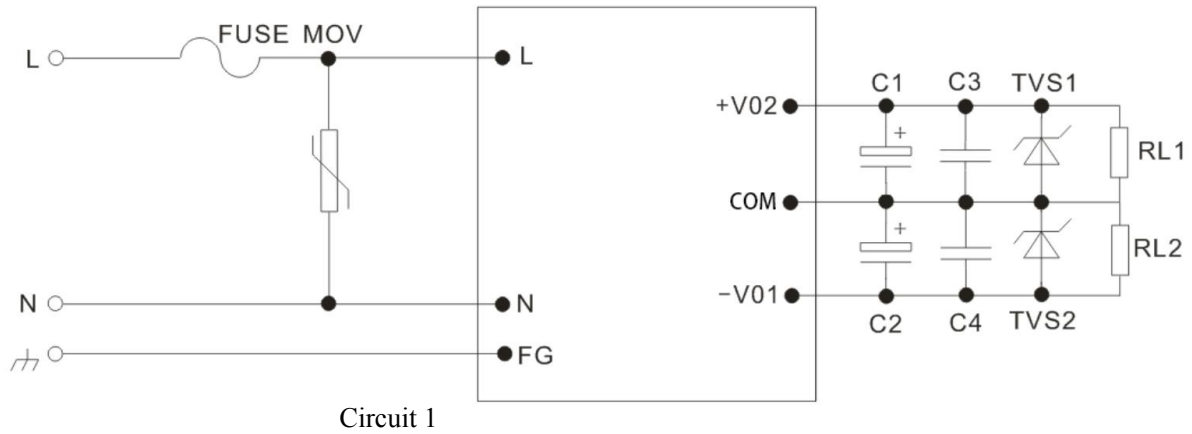 FUSE MOV
L
L
C1
C3
TVS1
+V02
+
RL1
COM
+
RL2
N
N
-V01
C2
C4
TVS2
FG
Circuit 1